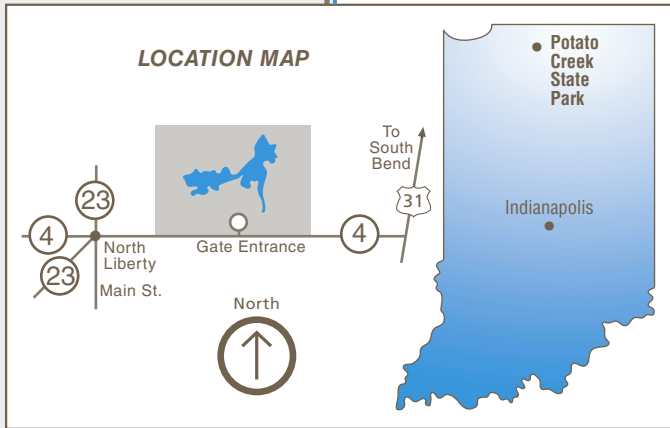 LOCATION MAP
Potato
Creek
State
Park
To
South
Bend
31
23
4
4
North
Liberty
Gate Entrance
23
Main St.
Indianapolis
North